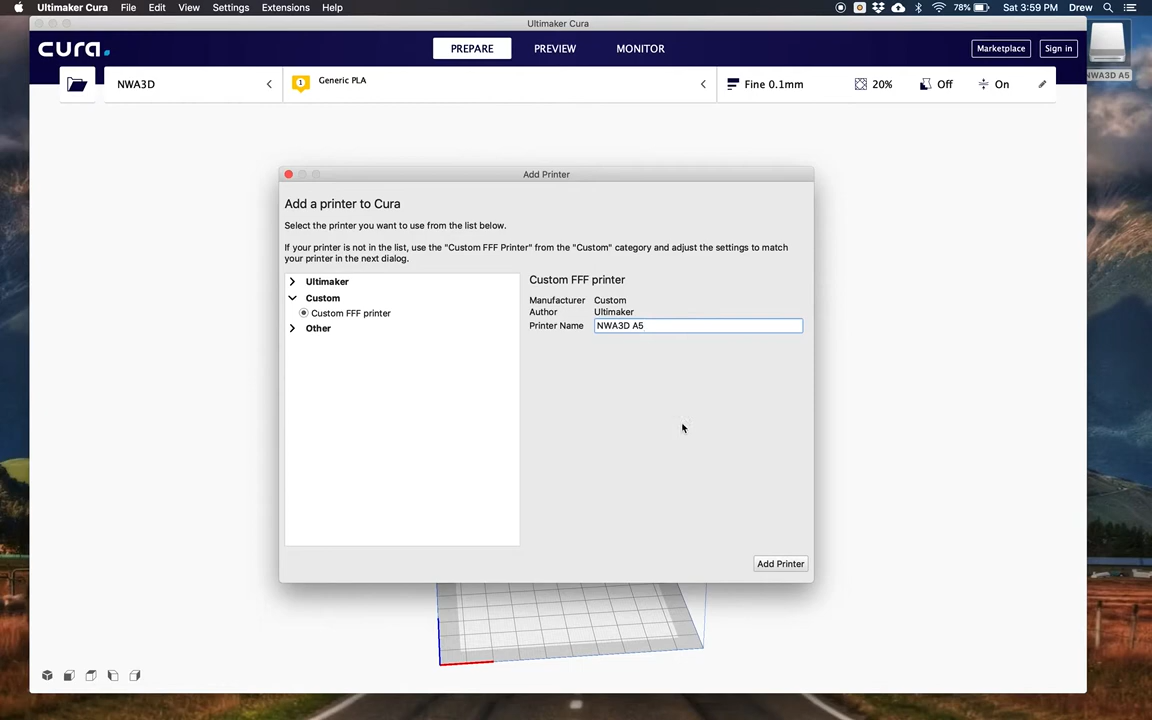 Ultimaker Cura File Edit View Settings Extensions Help 78% Sat 3:59 PM Drew
Ultimaker Cura
cura. PREPARE PREVIEW MONITOR Marketplace Sign in
NWA3D A5
NWA3D 1 Generic PLA Fine 0.1mm 20% Off On
Add Printer
Add a printer to Cura
Select the printer you want to use from the list below.
If your printer is not in the list, use the "Custom FFF Printer" from the "Custom" category and adjust the settings to match
your printer in the next dialog.
Ultimaker
Custom
Custom FFF printer
Other
Custom FFF printer
Manufacturer Custom
Author Ultimaker
Printer Name NWA3D A5
Add Printer